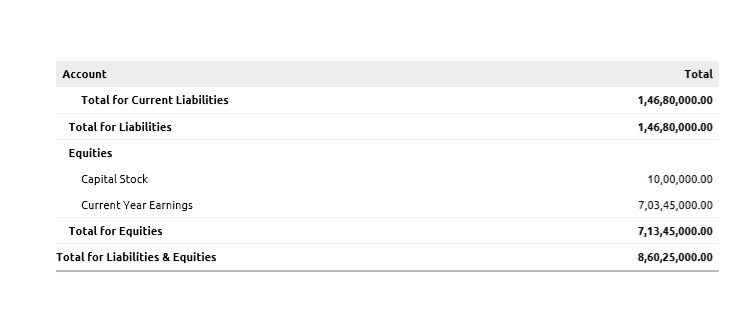 Account Total
Total for Current Liabilities 1,46,80,000.00
Total for Liabilities 1,46,80,000.00
Equities
Capital Stock 10,00,000.00
Current Year Earnings 7,03,45,000.00
Total for Equities 7,13,45,000.00
Total for Liabilities & Equities 8,60,25,000.00